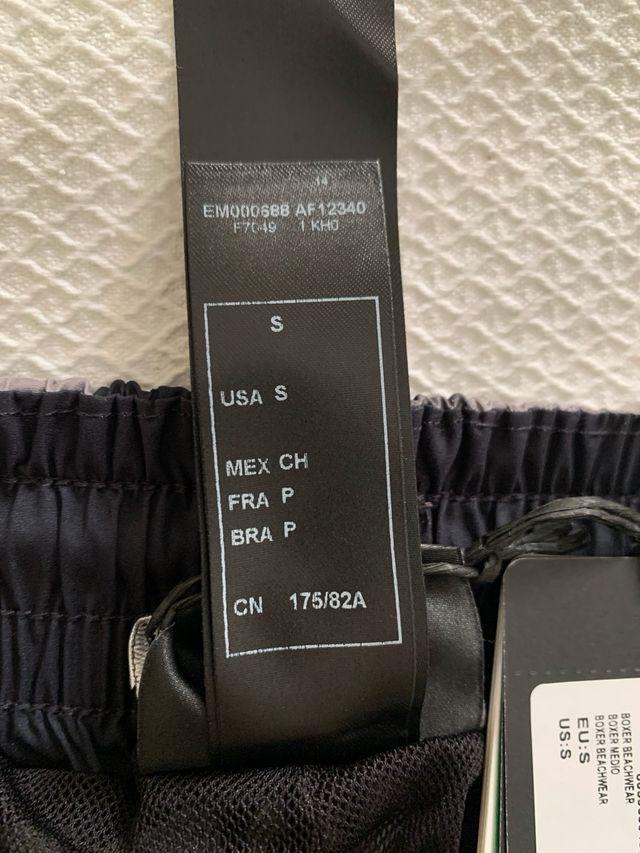 14
EM000688 AF12340
F7049 1 KH0
S
USA S
MEX CH
FRA P
BRA P
CN 175/82A
BOXER BEACHWEAR
BOXER MEDIO
BOXER BEACHWEAR
EU:S
US:S